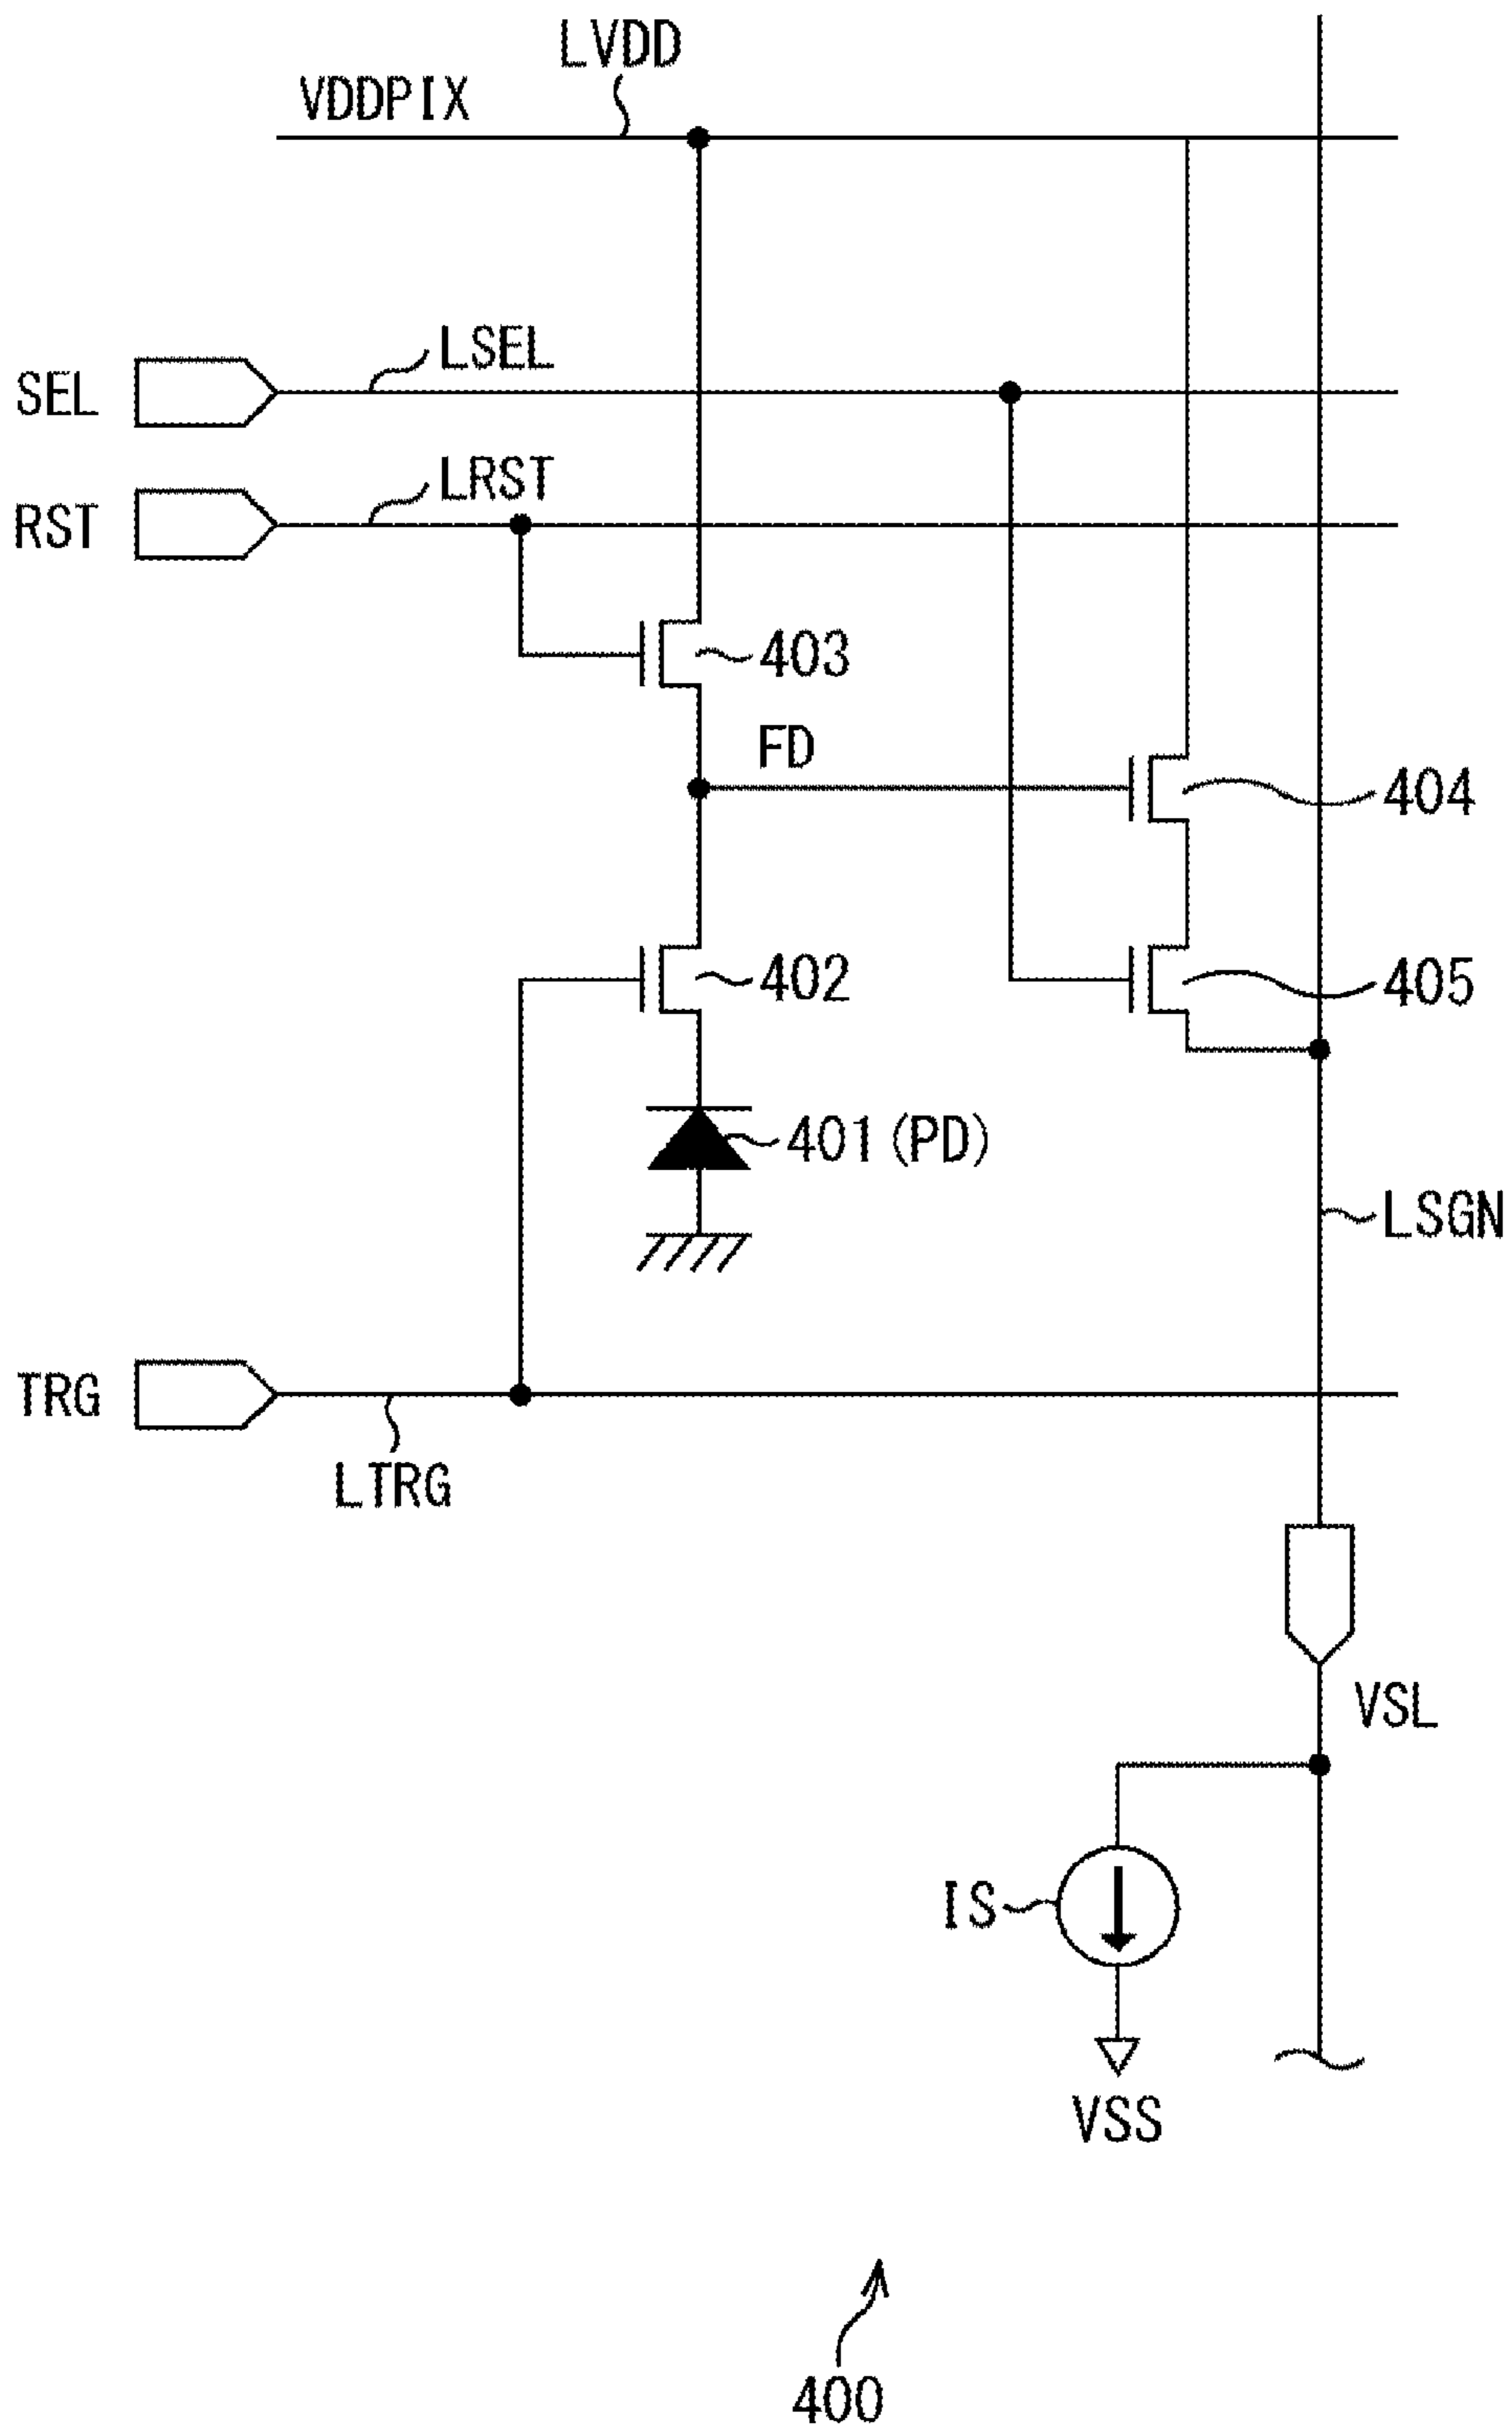 LVDD
VDDPIX
LSEL
SEL
LRST
RST
403
FD
404
402
405
401 (PD)
LSGN
TRG
LTRG
VSL
IS
VSS
400